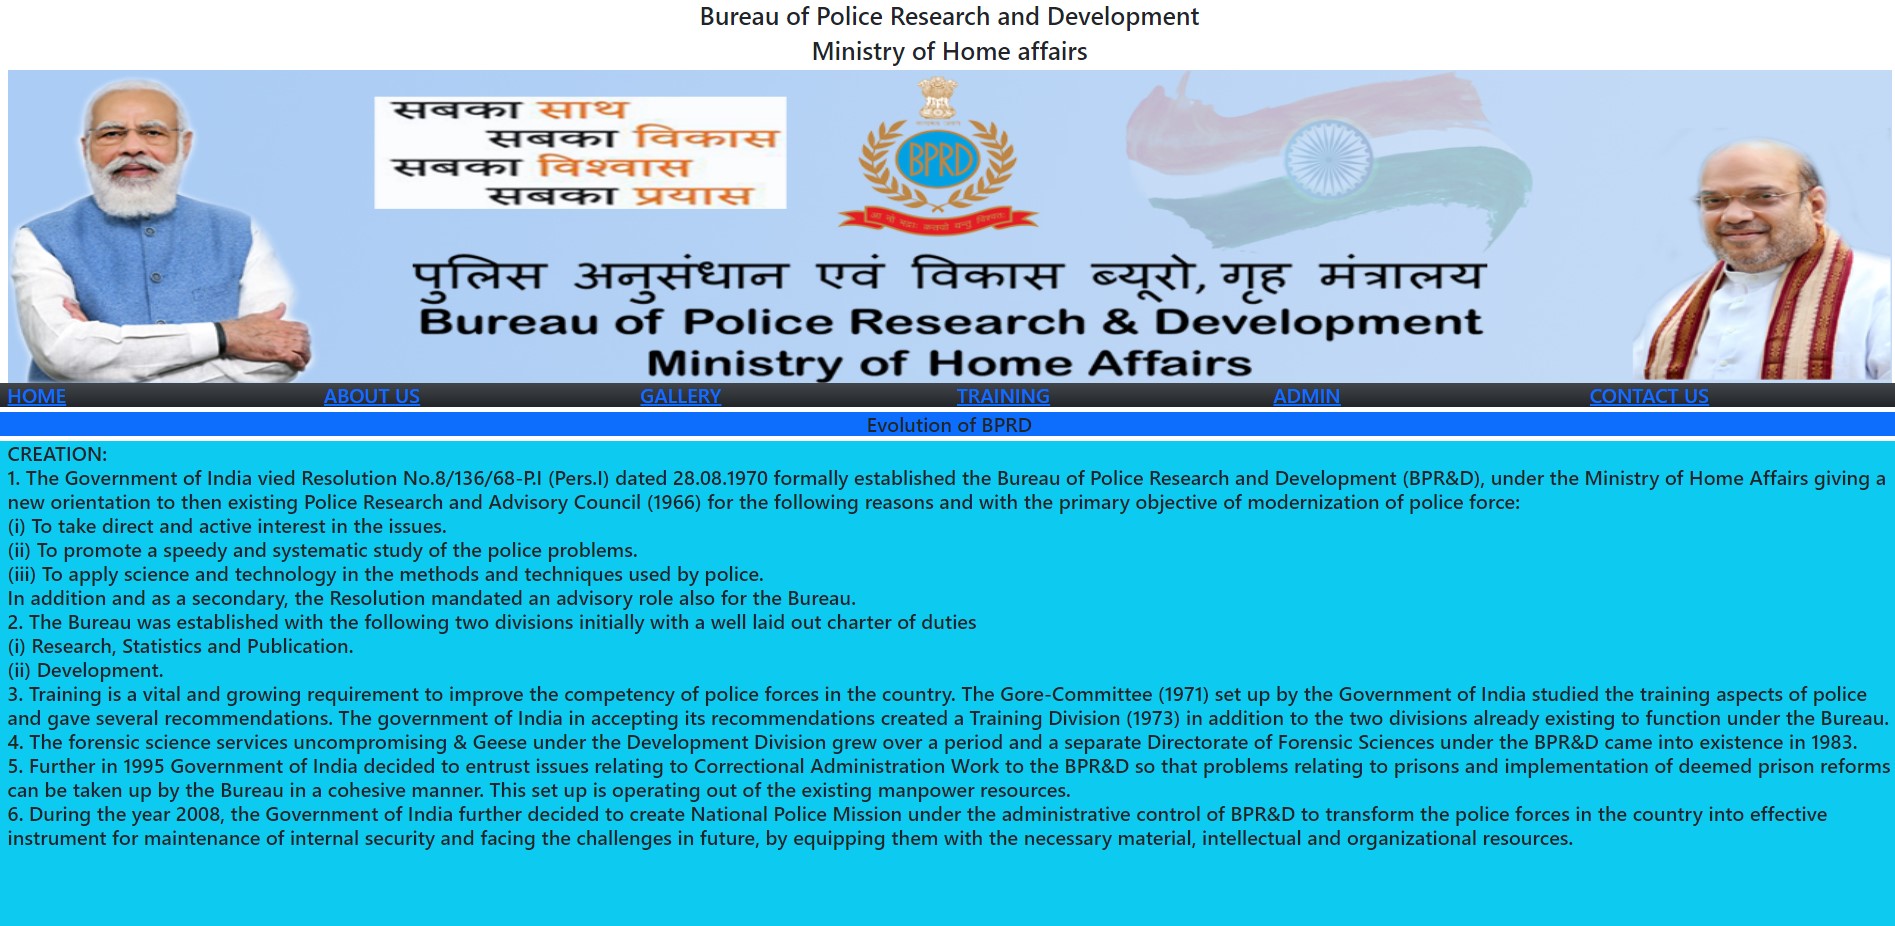 Bureau of Police Research and Development
Ministry of Home affairs
सबका साथ
सबका विकास
सबका विश्वास
सबका प्रयास
BPRD
पुलिस अनुसंधान एवं विकास ब्यूरो, गृह मंत्रालय
Bureau of Police Research & Development
Ministry of Home Affairs
HOME ABOUT US GALLERY TRAINING ADMIN CONTACT US
Evolution of BPRD
CREATION:
1. The Government of India vied Resolution No.8/136/68-P.I (Pers.I) dated 28.08.1970 formally established the Bureau of Police Research and Development (BPR&D), under the Ministry of Home Affairs giving a
new orientation to then existing Police Research and Advisory Council (1966) for the following reasons and with the primary objective of modernization of police force:
(i) To take direct and active interest in the issues.
(ii) To promote a speedy and systematic study of the police problems.
(iii) To apply science and technology in the methods and techniques used by police.
In addition and as a secondary, the Resolution mandated an advisory role also for the Bureau.
2. The Bureau was established with the following two divisions initially with a well laid out charter of duties
(i) Research, Statistics and Publication.
(ii) Development.
3. Training is a vital and growing requirement to improve the competency of police forces in the country. The Gore-Committee (1971) set up by the Government of India studied the training aspects of police
and gave several recommendations. The government of India in accepting its recommendations created a Training Division (1973) in addition to the two divisions already existing to function under the Bureau.
4. The forensic science services uncompromising & Geese under the Development Division grew over a period and a separate Directorate of Forensic Sciences under the BPR&D came into existence in 1983.
5. Further in 1995 Government of India decided to entrust issues relating to Correctional Administration Work to the BPR&D so that problems relating to prisons and implementation of deemed prison reforms
can be taken up by the Bureau in a cohesive manner. This set up is operating out of the existing manpower resources.
6. During the year 2008, the Government of India further decided to create National Police Mission under the administrative control of BPR&D to transform the police forces in the country into effective
instrument for maintenance of internal security and facing the challenges in future, by equipping them with the necessary material, intellectual and organizational resources.